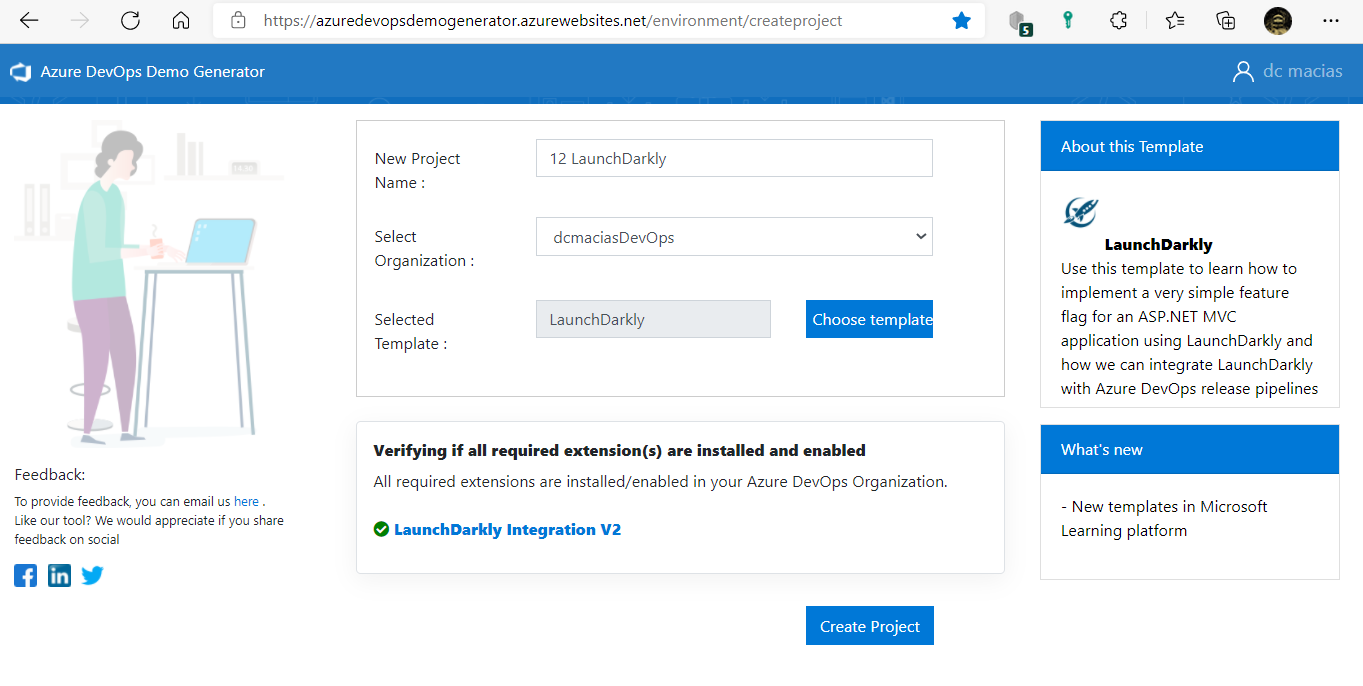 https://azuredevopsdemogenerator.azurewebsites.net/environment/createproject
Azure DevOps Demo Generator
dc macias
New Project
Name :
12 LaunchDarkly
Select
Organization :
dcmaciasDevOps
Selected
Template :
LaunchDarkly
Choose template
Verifying if all required extension(s) are installed and enabled
All required extensions are installed/enabled in your Azure DevOps Organization.
LaunchDarkly Integration V2
Create Project
About this Template
LaunchDarkly
Use this template to learn how to
implement a very simple feature
flag for an ASP.NET MVC
application using LaunchDarkly and
how we can integrate LaunchDarkly
with Azure DevOps release pipelines
What's new
- New templates in Microsoft
Learning platform
Feedback:
To provide feedback, you can email us here .
Like our tool? We would appreciate if you share
feedback on social